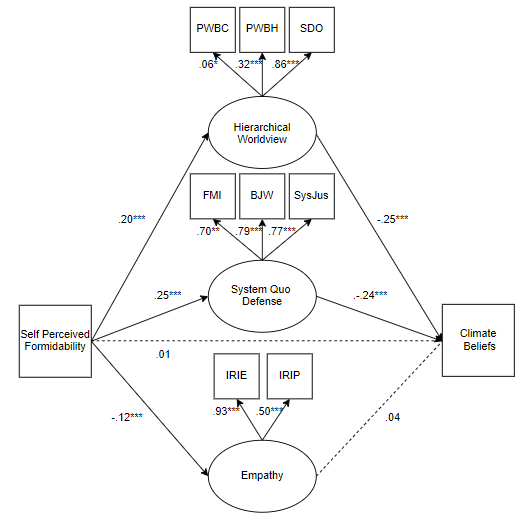 PWBC PWBH SDO
.06* .32*** .86***
Hierarchical
Worldview
FMI BJW SysJus
.20*** -.25***
.70** .79*** .77***
System Quo
Defense
.25*** .-.24***
Self Perceived
Formidability
Climate
Beliefs
.01
IRIE IRIP
.93*** .50***
-.12*** .04
Empathy